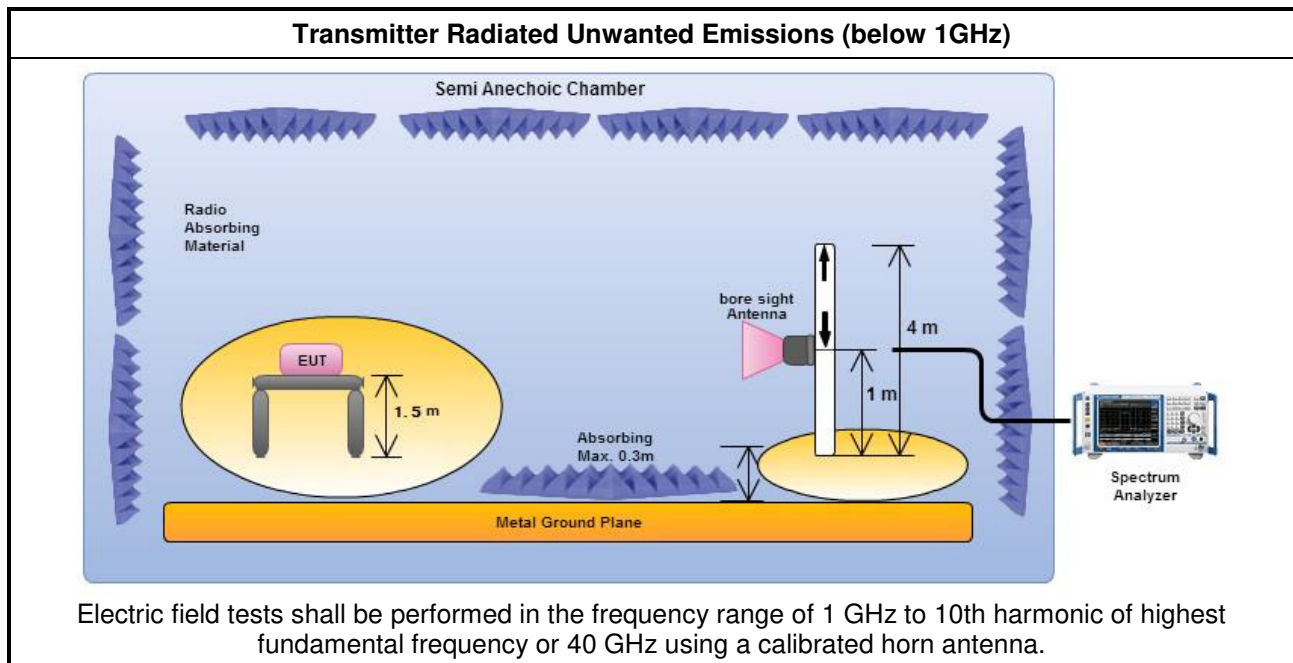 Transmitter Radiated Unwanted Emissions (below 1GHz)
Semi Anechoic Chamber
Radio
Absorbing
Material
bore sight
Antenna
4 m
EUT
1 m
1. 5 m
Absorbing
Max. 0.3m
Spectrum
Analyzer
Metal Ground Plane
Electric field tests shall be performed in the frequency range of 1 GHz to 10th harmonic of highest
fundamental frequency or 40 GHz using a calibrated horn antenna.